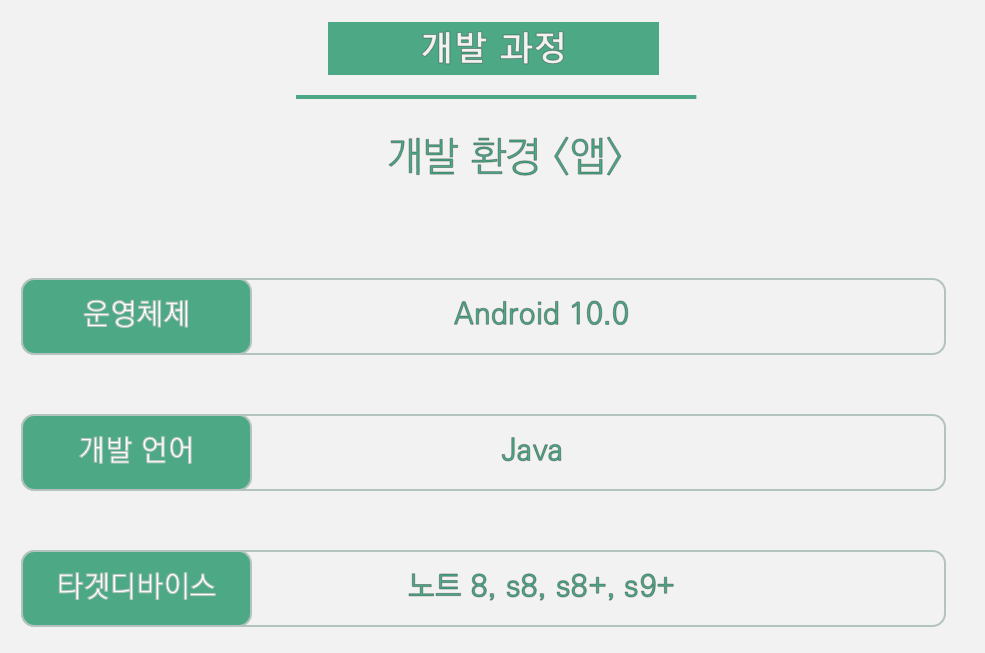 개발 과정
개발 환경 〈앱〉
운영체제
Android 10.0
개발 언어
Java
타겟디바이스
노트 8, s8, s8+, s9+